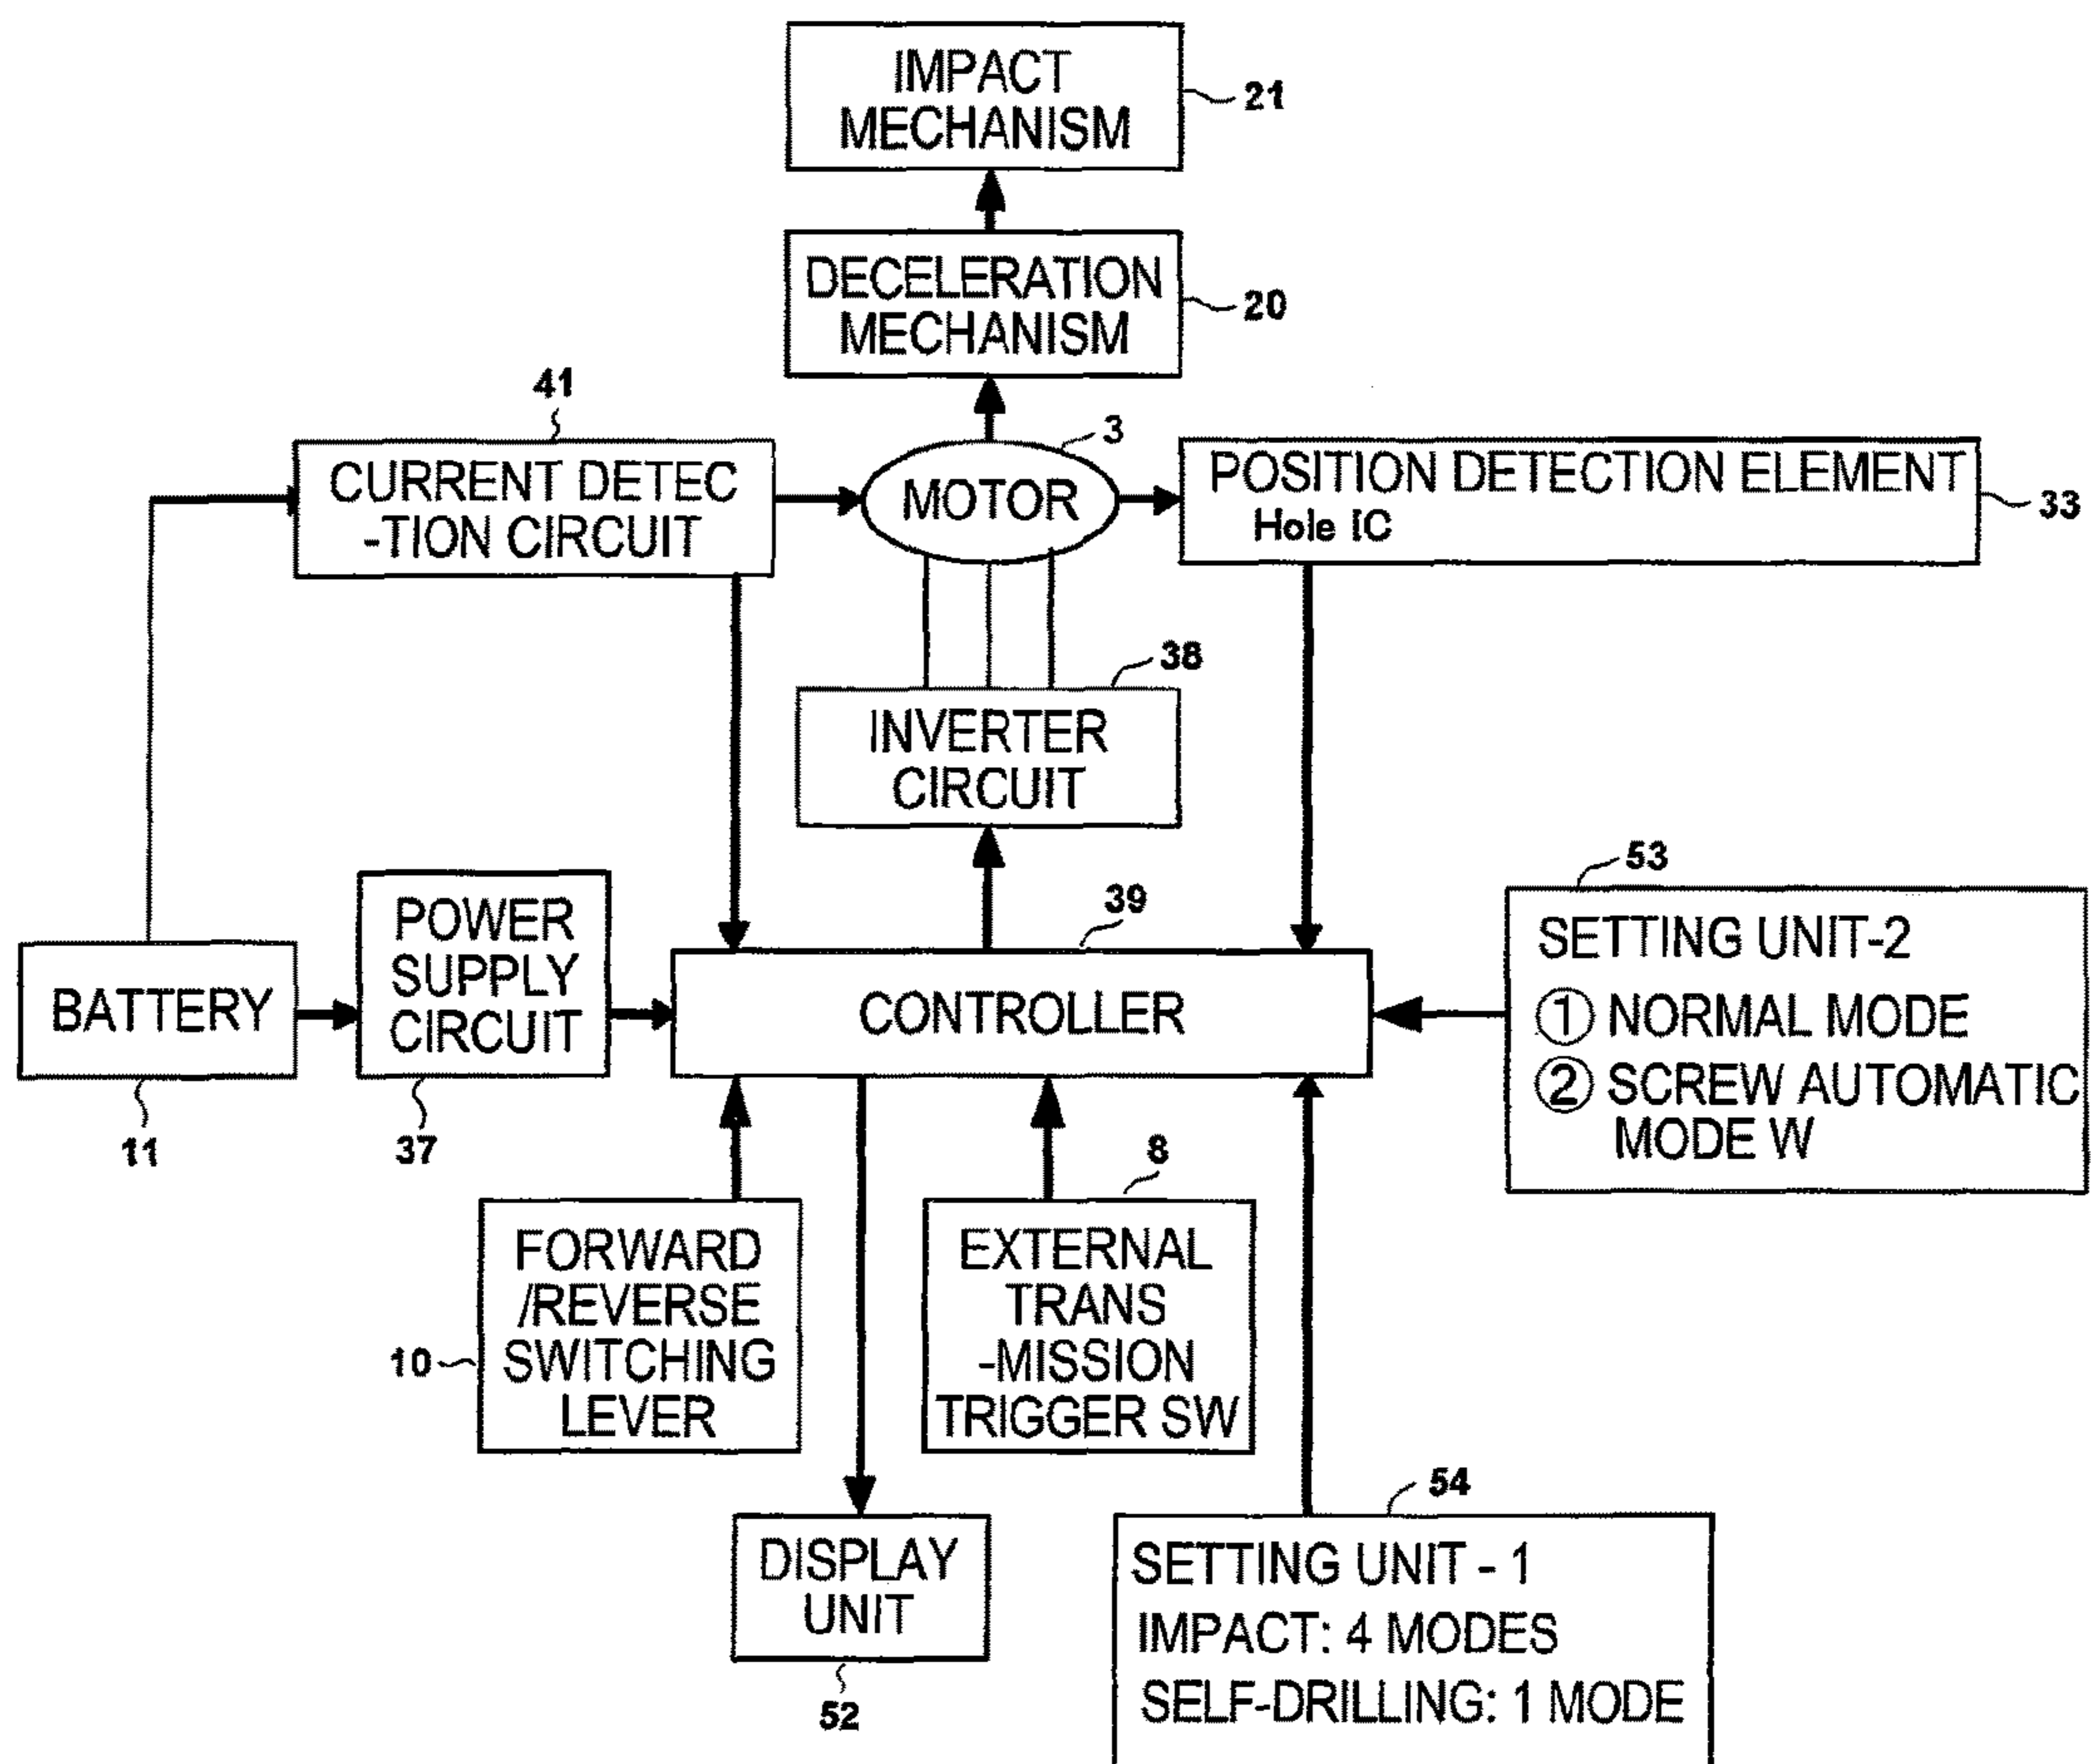 IMPACT
MECHANISM
21
DECELERATION
MECHANISM
20
41
CURRENT DETEC
-TION CIRCUIT
3
MOTOR
POSITION DETECTION ELEMENT
Hole IC
33
38
INVERTER
CIRCUIT
53
SETTING UNIT-2
① NORMAL MODE
② SCREW AUTOMATIC
MODE W
POWER
SUPPLY
CIRCUIT
37
39
CONTROLLER
BATTERY
11
8
FORWARD
/REVERSE
SWITCHING
LEVER
10
EXTERNAL
TRANS
-MISSION
TRIGGER SW
54
DISPLAY
UNIT
52
SETTING UNIT - 1
IMPACT: 4 MODES
SELF-DRILLING: 1 MODE